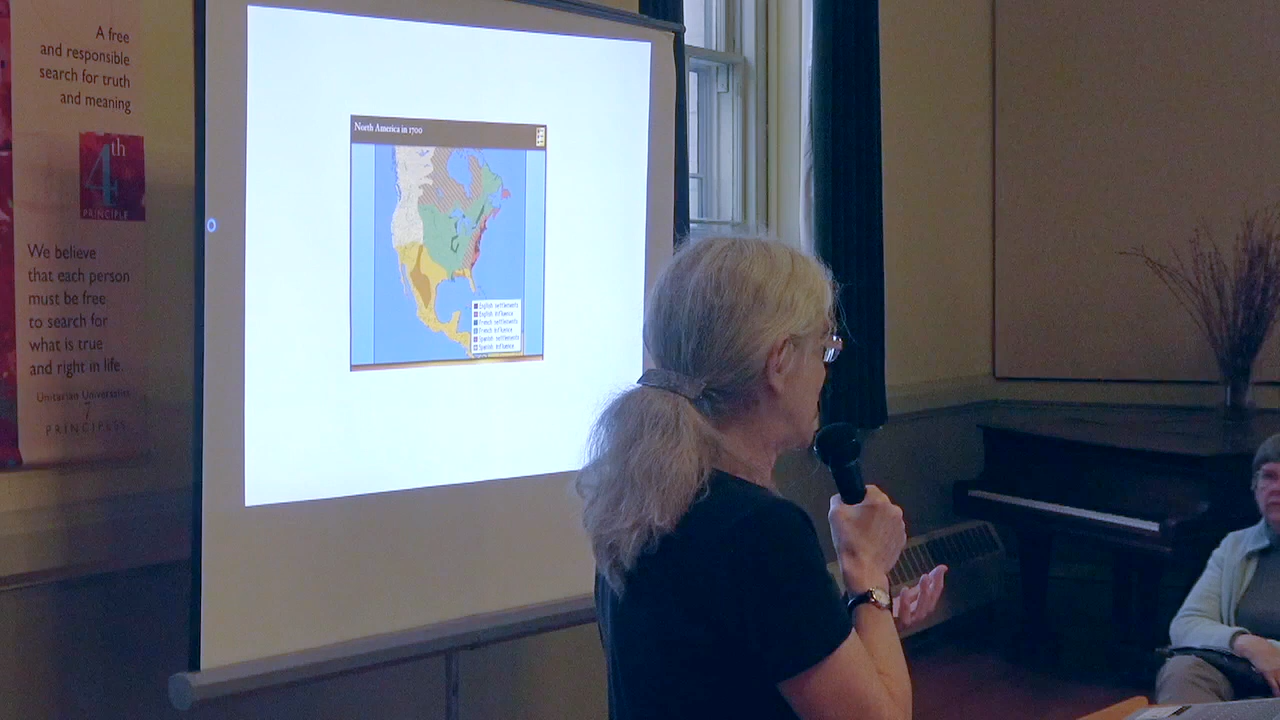 A free
and responsible
search for truth
and meaning
4th
PRINCIPLE
We believe
that each person
must be free
to search for
what is true
and right in life.
Unitarian Universalist
7
PRINCIPLES
North America in 1700
English settlements
English influence
French settlements
French influence
Spanish settlements
Spanish influence